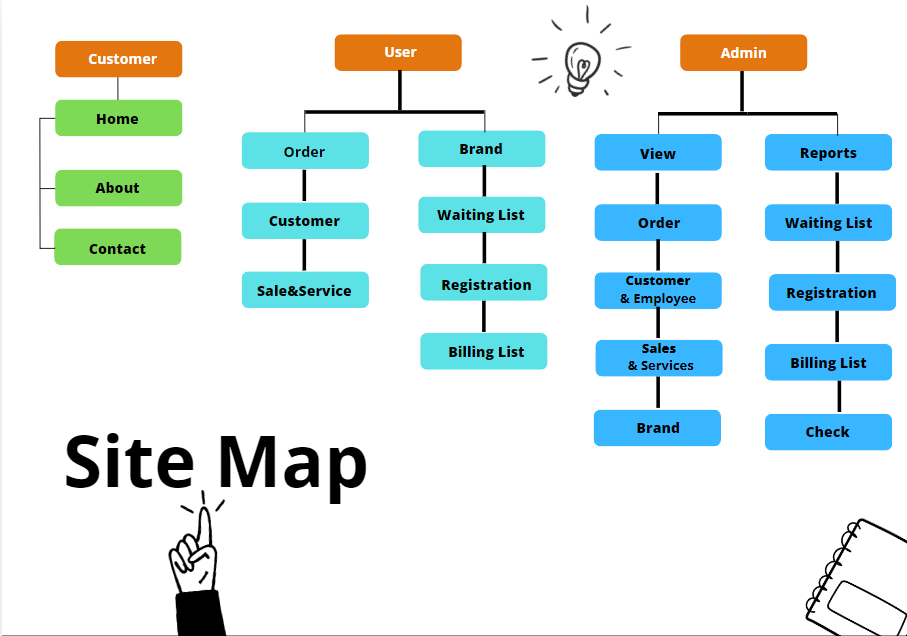 Customer
Home
About
Contact
User
Order
Customer
Sale&Service
Brand
Waiting List
Registration
Billing List
Admin
View
Order
Customer
& Employee
Sales
& Services
Brand
Reports
Waiting List
Registration
Billing List
Check
Site Map